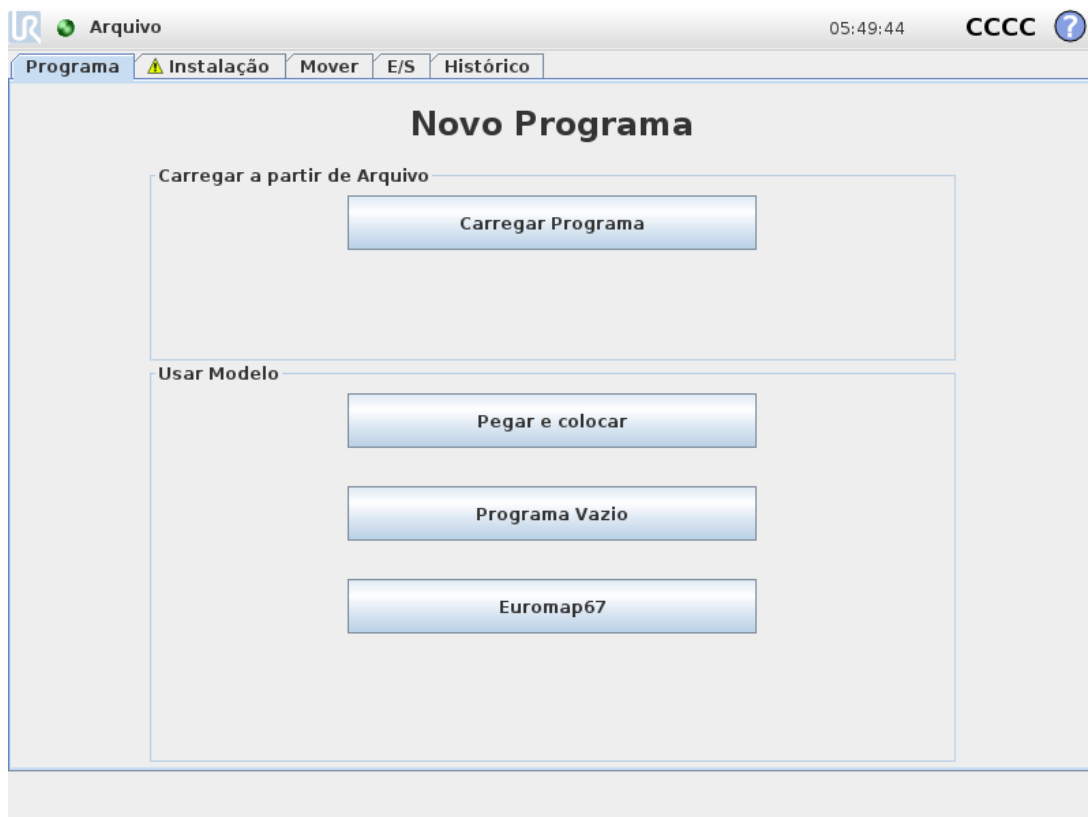 UR Arquivo 05:49:44 CCCC ?
Programa Instalação Mover E/S Histórico
Novo Programa
Carregar a partir de Arquivo
Carregar Programa
Usar Modelo
Pegar e colocar
Programa Vazio
Euromap67